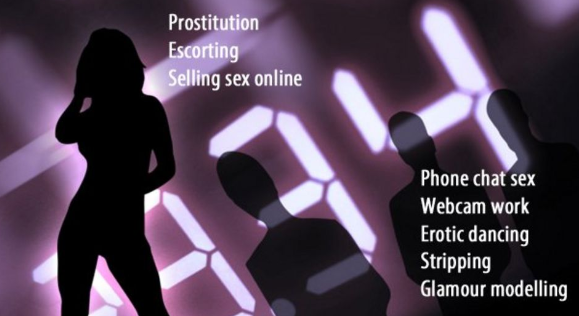 Prostitution
Escorting
Selling sex online
Phone chat sex
Webcam work
Erotic dancing
Stripping
Glamour modelling